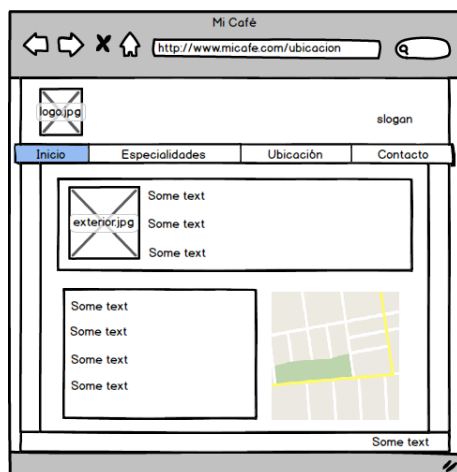 Mi Café
http://www.micafe.com/ubicacion
logo.jpg
slogan
Inicio Especialidades Ubicación Contacto
Some text
exterior.jpg Some text
Some text
Some text
Some text
Some text
Some text
Some text